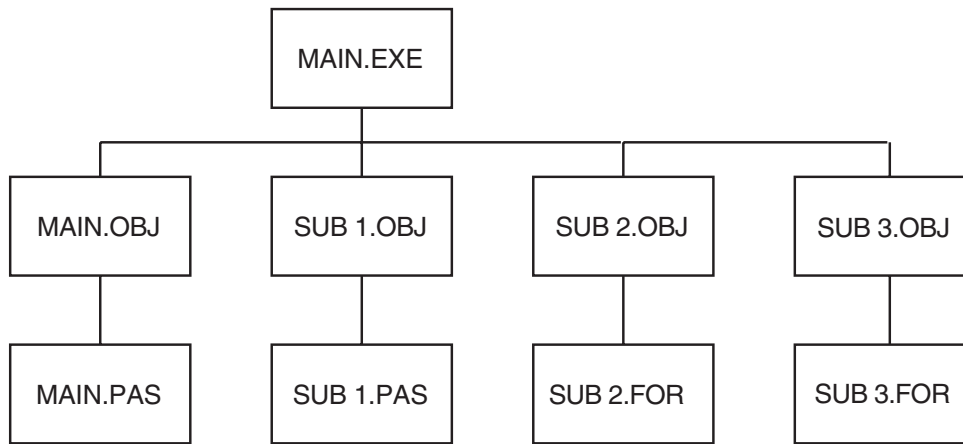 MAIN.EXE
MAIN.OBJ
SUB 1.OBJ
SUB 2.OBJ
SUB 3.OBJ
MAIN.PAS
SUB 1.PAS
SUB 2.FOR
SUB 3.FOR